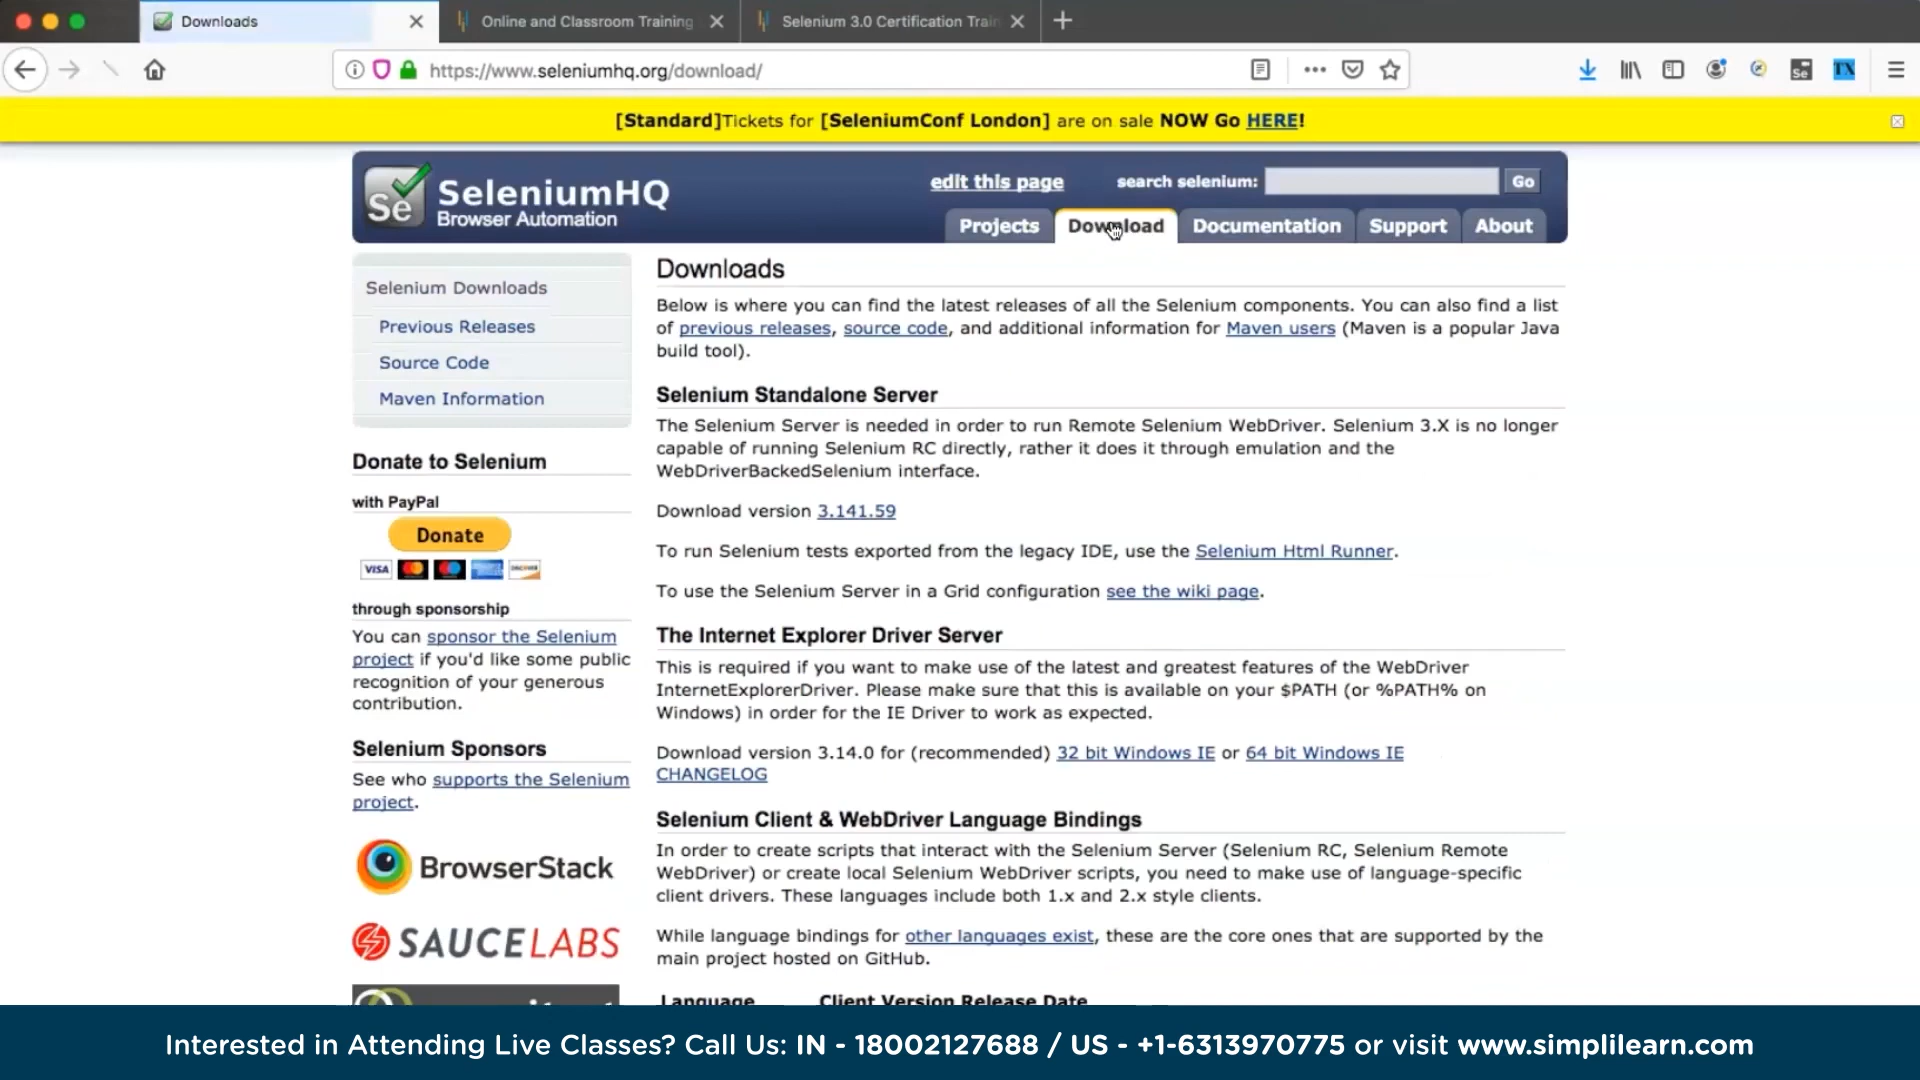 Downloads
Online and Classroom Training
Selenium 3.0 Certification Train
https://www.seleniumhq.org/download/
Se
TX
[Standard]Tickets for [SeleniumConf London] are on sale NOW Go HERE!
Se
SeleniumHQ
Browser Automation
edit this page
search selenium:
Go
Projects
Download
Documentation
Support
About
Selenium Downloads
Previous Releases
Source Code
Maven Information
Donate to Selenium
with PayPal
Donate
VISA
DISCOVER
through sponsorship
You can sponsor the Selenium
project if you'd like some public
recognition of your generous
contribution.
Selenium Sponsors
See who supports the Selenium
project.
BrowserStack
SAUCELABS
Downloads
Below is where you can find the latest releases of all the Selenium components. You can also find a list
of previous releases, source code, and additional information for Maven users (Maven is a popular Java
build tool).
Selenium Standalone Server
The Selenium Server is needed in order to run Remote Selenium WebDriver. Selenium 3.X is no longer
capable of running Selenium RC directly, rather it does it through emulation and the
WebDriverBackedSelenium interface.
Download version 3.141.59
To run Selenium tests exported from the legacy IDE, use the Selenium Html Runner.
To use the Selenium Server in a Grid configuration see the wiki page.
The Internet Explorer Driver Server
This is required if you want to make use of the latest and greatest features of the WebDriver
InternetExplorerDriver. Please make sure that this is available on your $PATH (or %PATH% on
Windows) in order for the IE Driver to work as expected.
Download version 3.14.0 for (recommended) 32 bit Windows IE or 64 bit Windows IE
CHANGELOG
Selenium Client & WebDriver Language Bindings
In order to create scripts that interact with the Selenium Server (Selenium RC, Selenium Remote
WebDriver) or create local Selenium WebDriver scripts, you need to make use of language-specific
client drivers. These languages include both 1.x and 2.x style clients.
While language bindings for other languages exist, these are the core ones that are supported by the
main project hosted on GitHub.
Language Client Version Release Date
Interested in Attending Live Classes? Call Us: IN - 18002127688 / US - +1-6313970775 or visit www.simplilearn.com